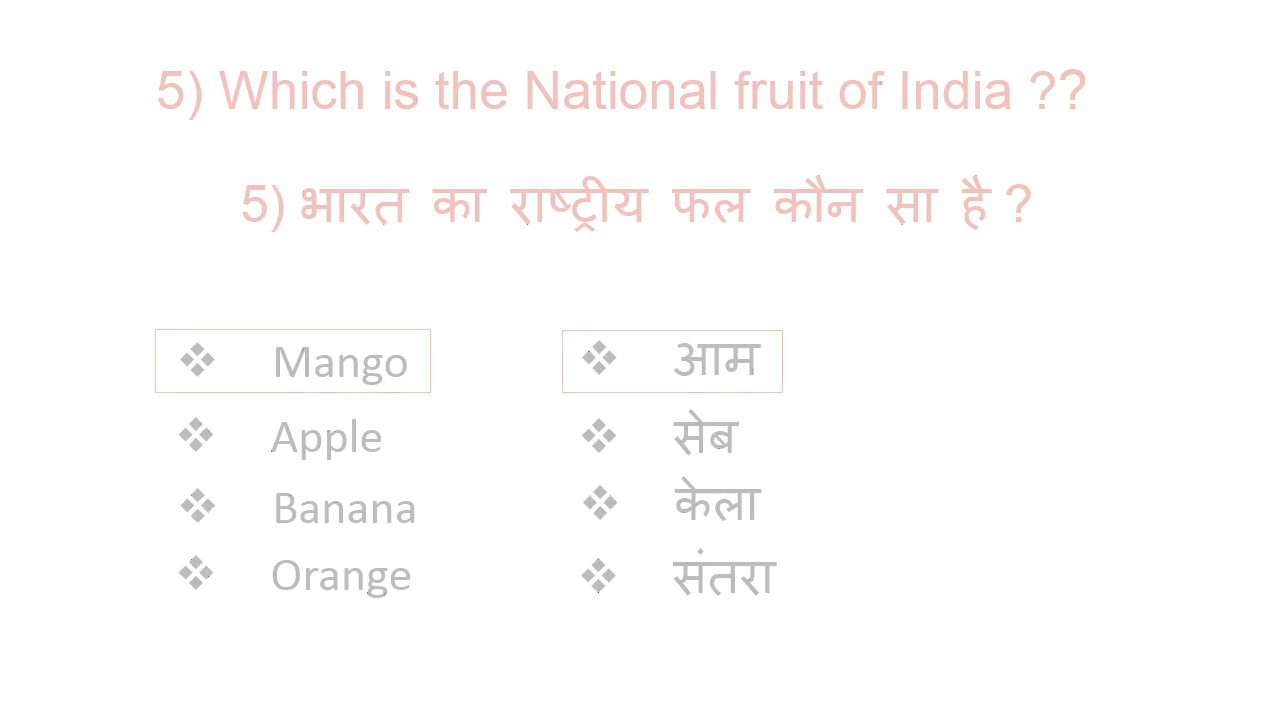 5) Which is the National fruit of India ??
5) भारत का राष्ट्रीय फल कौन सा है ?
❖ Mango
❖ आम
❖ Apple
❖ सेब
❖ Banana
❖ केला
❖ Orange
❖ संतरा